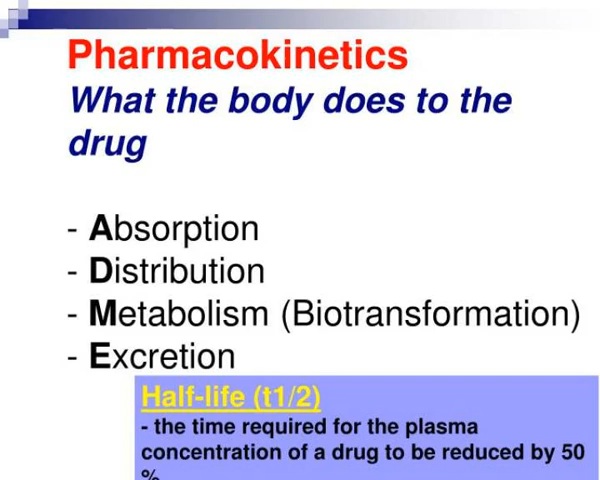 Pharmacokinetics
What the body does to the
drug
- Absorption
- Distribution
- Metabolism (Biotransformation)
- Excretion
Half-life (t1/2)
- the time required for the plasma
concentration of a drug to be reduced by 50
%